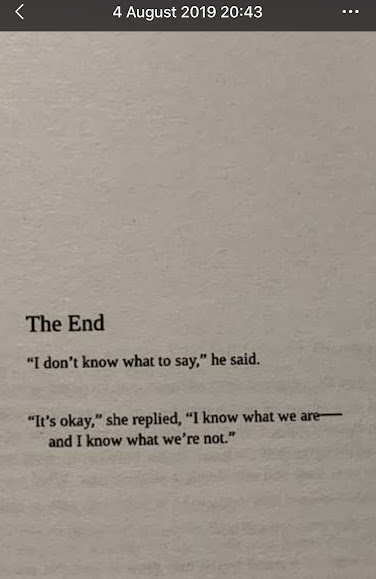 4 August 2019 20:43
The End
“I don’t know what to say,” he said.
“It’s okay,” she replied, “I know what we are—
and I know what we’re not.”